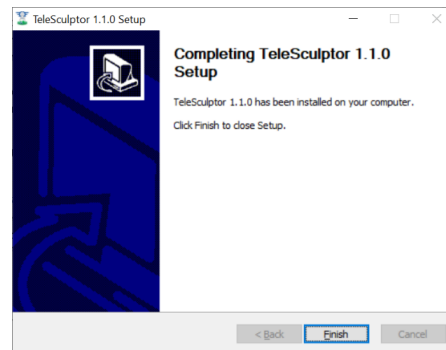 TeleSculptor 1.1.0 Setup
Completing TeleSculptor 1.1.0
Setup
TeleSculptor 1.1.0 has been installed on your computer.
Click Finish to close Setup.
< Back Finish Cancel